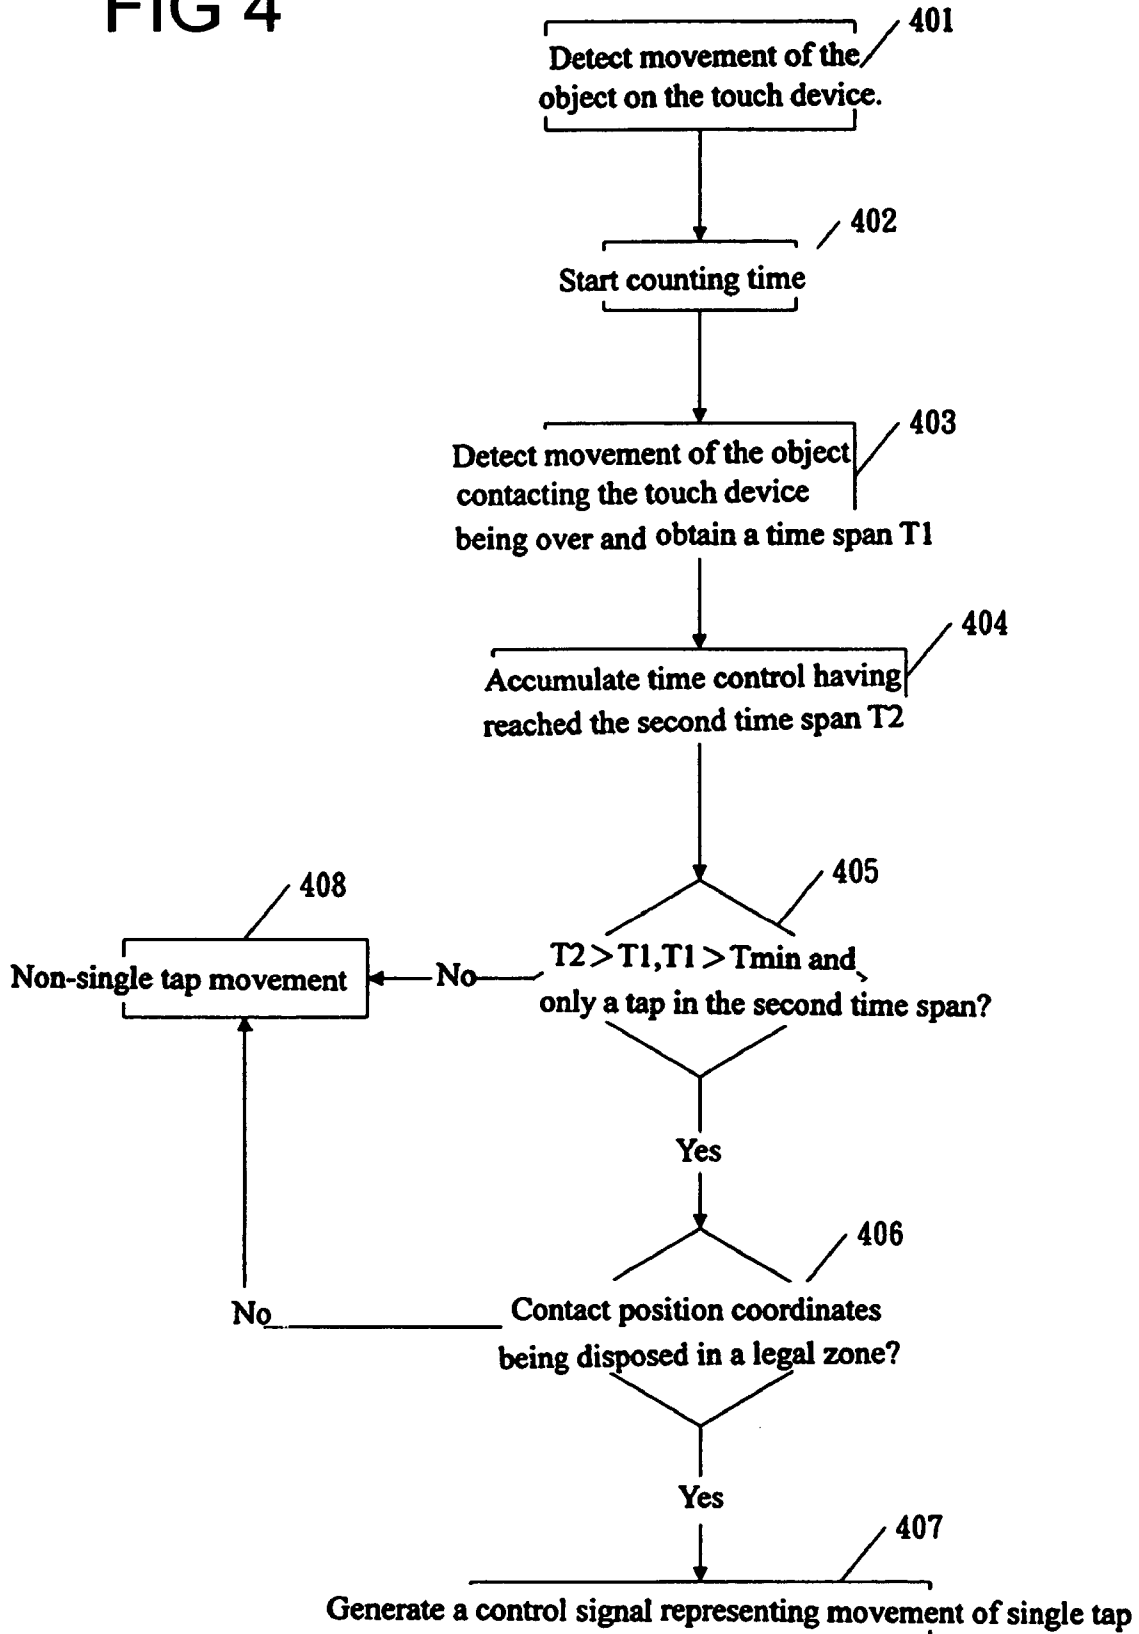 FIG 4
401
Detect movement of the
object on the touch device.
402
Start counting time
403
Detect movement of the object
contacting the touch device
being over and obtain a time span T1
404
Accumulate time control having
reached the second time span T2
405
T2>T1,T1>Tmin and
only a tap in the second time span?
408
Non-single tap movement
No
Yes
406
Contact position coordinates
being disposed in a legal zone?
No
Yes
407
Generate a control signal representing movement of single tap